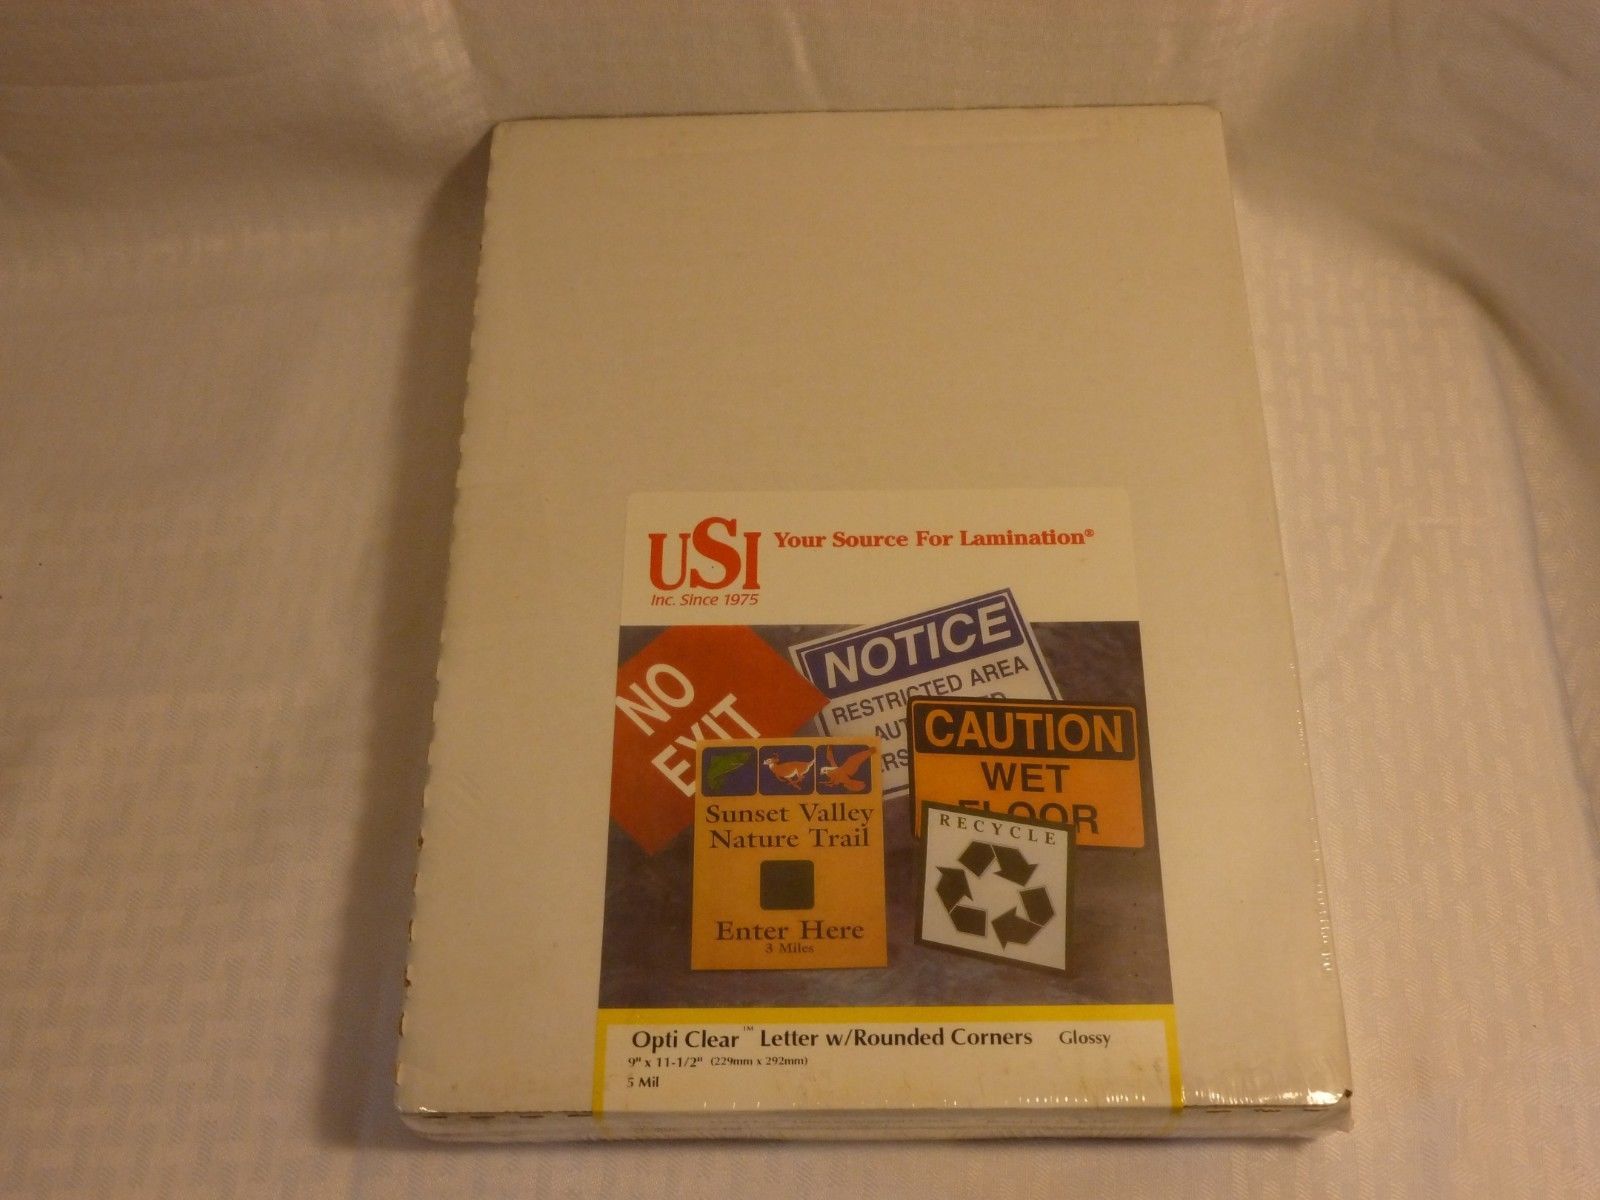 USI Your Source For Lamination®
Inc. Since 1975
NO
EXIT
NOTICE
RESTRICTED AREA
CAUTION
WET
FLOOR
Sunset Valley
Nature Trail
Enter Here
3 Miles
RECYCLE
Opti Clear™ Letter w/Rounded Corners Glossy
9" x 11-1/2" (229mm x 292mm)
5 Mil